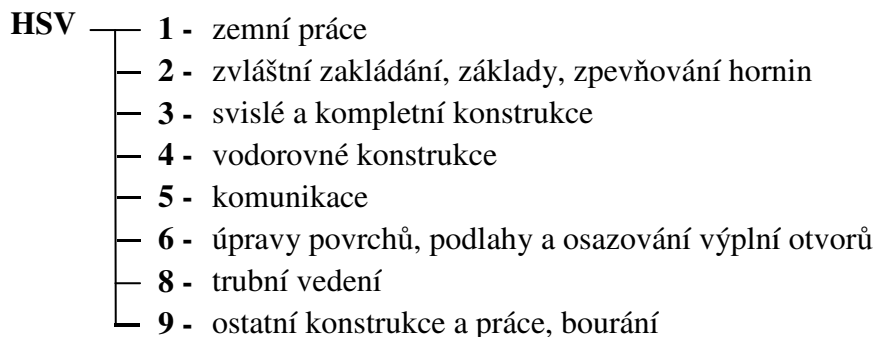 HSV 1 - zemní práce
2 - zvláštní zakládání, základy, zpevňování hornin
3 - svislé a kompletní konstrukce
4 - vodorovné konstrukce
5 - komunikace
6 - úpravy povrchů, podlahy a osazování výplní otvorů
8 - trubní vedení
9 - ostatní konstrukce a práce, bourání